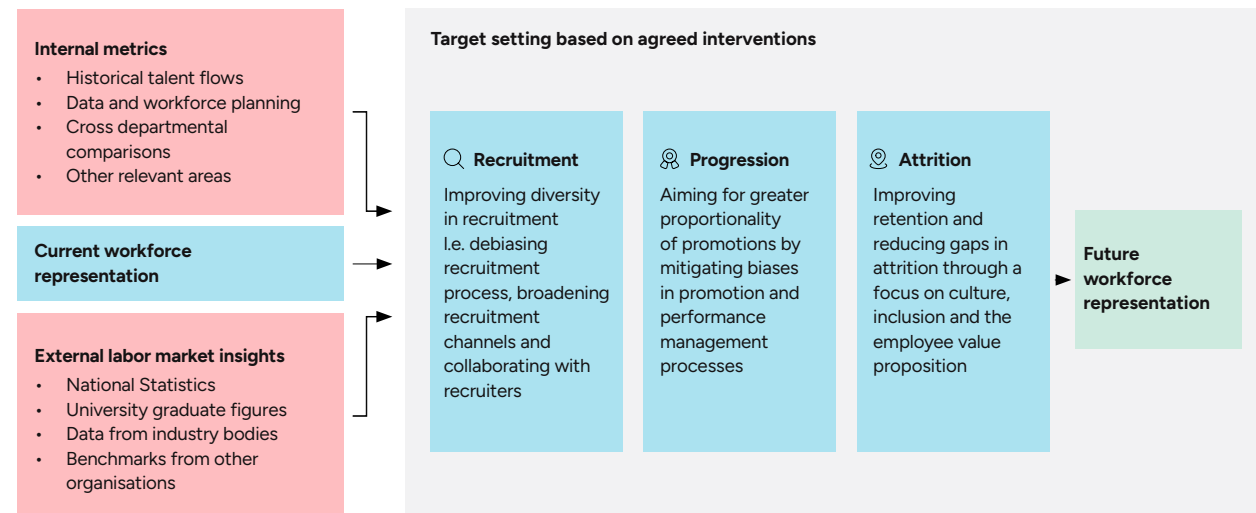 Internal metrics
• Historical talent flows
• Data and workforce planning
• Cross departmental
comparisons
• Other relevant areas
Current workforce
representation
External labor market insights
• National Statistics
• University graduate figures
• Data from industry bodies
• Benchmarks from other
organisations
Target setting based on agreed interventions
Recruitment
Improving diversity
in recruitment
I.e. debiasing
recruitment
process, broadening
recruitment
channels and
collaborating with
recruiters
Progression
Aiming for greater
proportionality
of promotions by
mitigating biases
in promotion and
performance
management
processes
Attrition
Improving
retention and
reducing gaps in
attrition through a
focus on culture,
inclusion and the
employee value
proposition
Future
workforce
representation